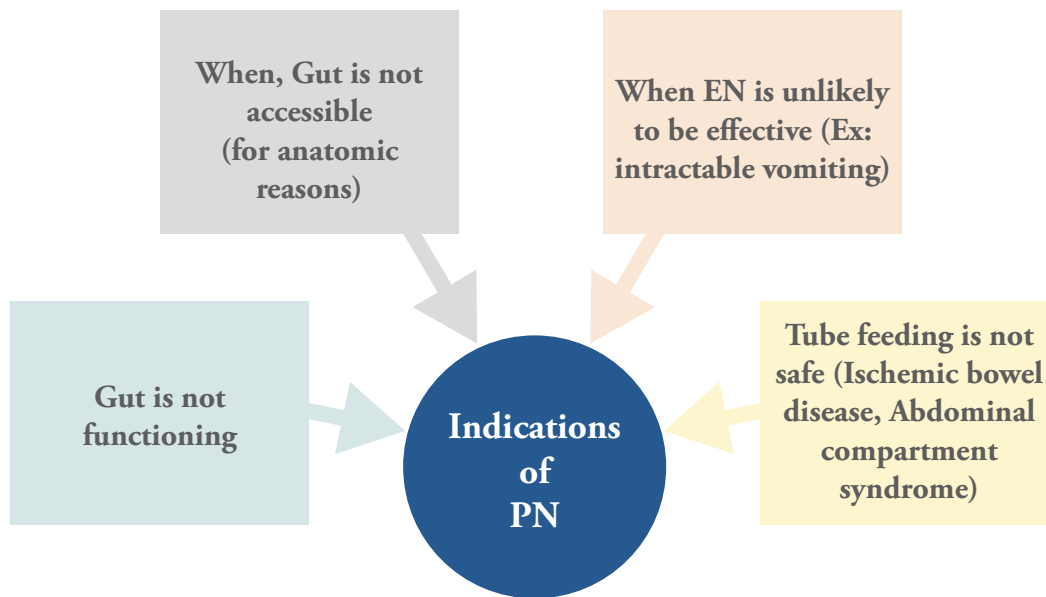 When, Gut is not
accessible
(for anatomic
reasons)
When EN is unlikely
to be effective (Ex:
intractable vomiting)
Gut is not
functioning
Tube feeding is not
safe (Ischemic bowel
disease, Abdominal
compartment
syndrome)
Indications
of
PN